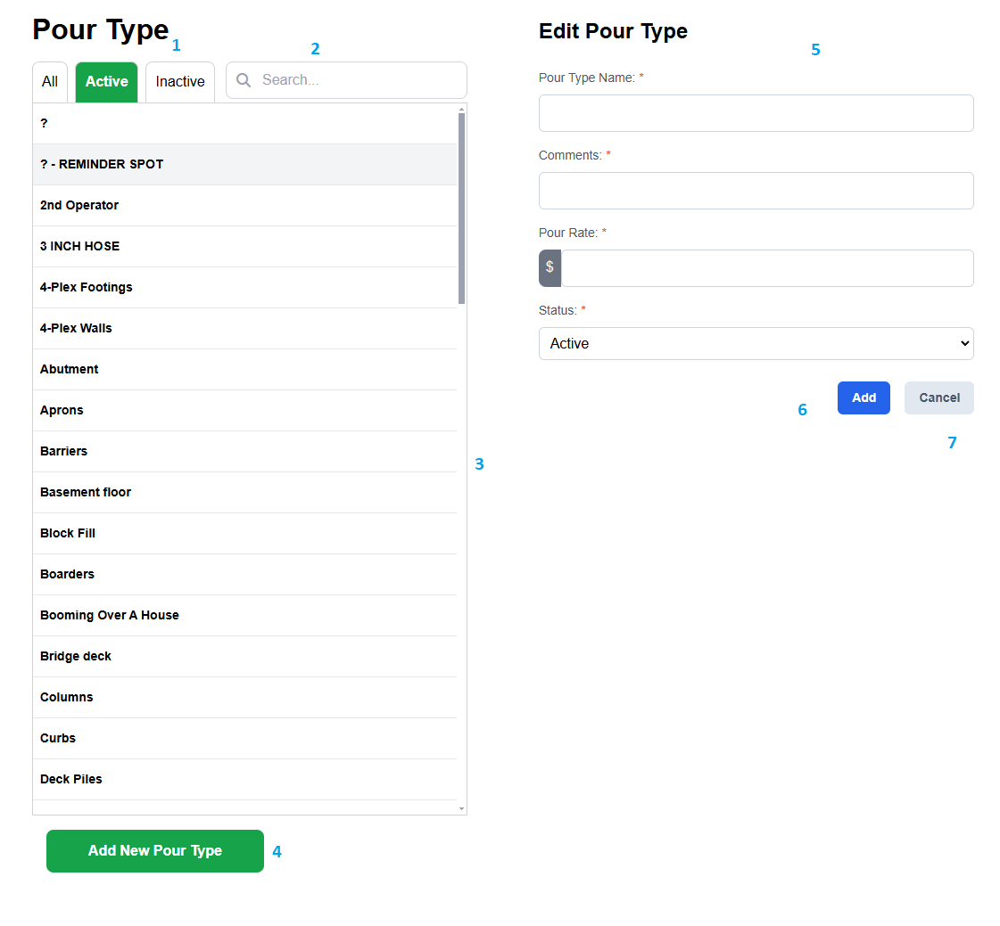 Pour Type
1
2
All
Active
Inactive
Search...
?
? - REMINDER SPOT
2nd Operator
3 INCH HOSE
4-Plex Footings
4-Plex Walls
Abutment
Aprons
Barriers
Basement floor
Block Fill
Boarders
Booming Over A House
Bridge deck
Columns
Curbs
Deck Piles
3
Add New Pour Type
4
Edit Pour Type
5
Pour Type Name: *
Comments: *
Pour Rate: *
$
Status: *
Active
6
Add
Cancel
7